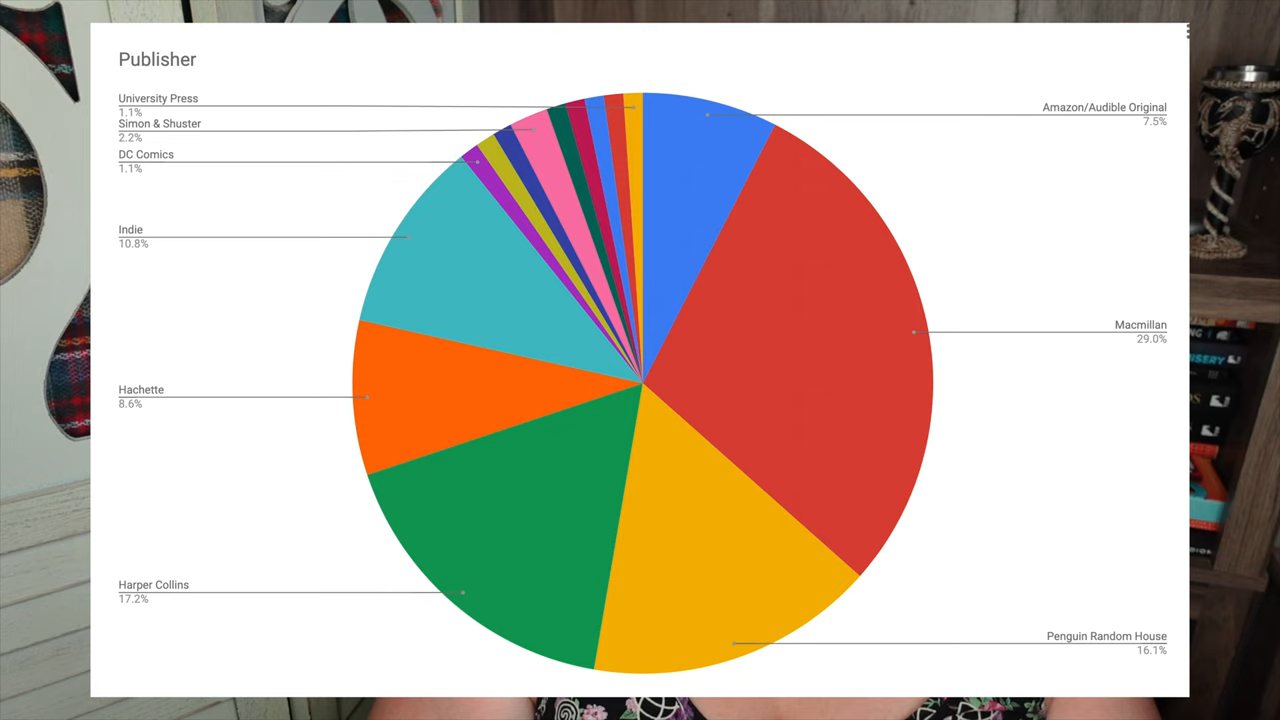 Publisher
University Press
1.1%
Simon & Shuster
2.2%
DC Comics
1.1%
Indie
10.8%
Hachette
8.6%
Harper Collins
17.2%
Amazon/Audible Original
7.5%
Macmillan
29.0%
Penguin Random House
16.1%
ISERY